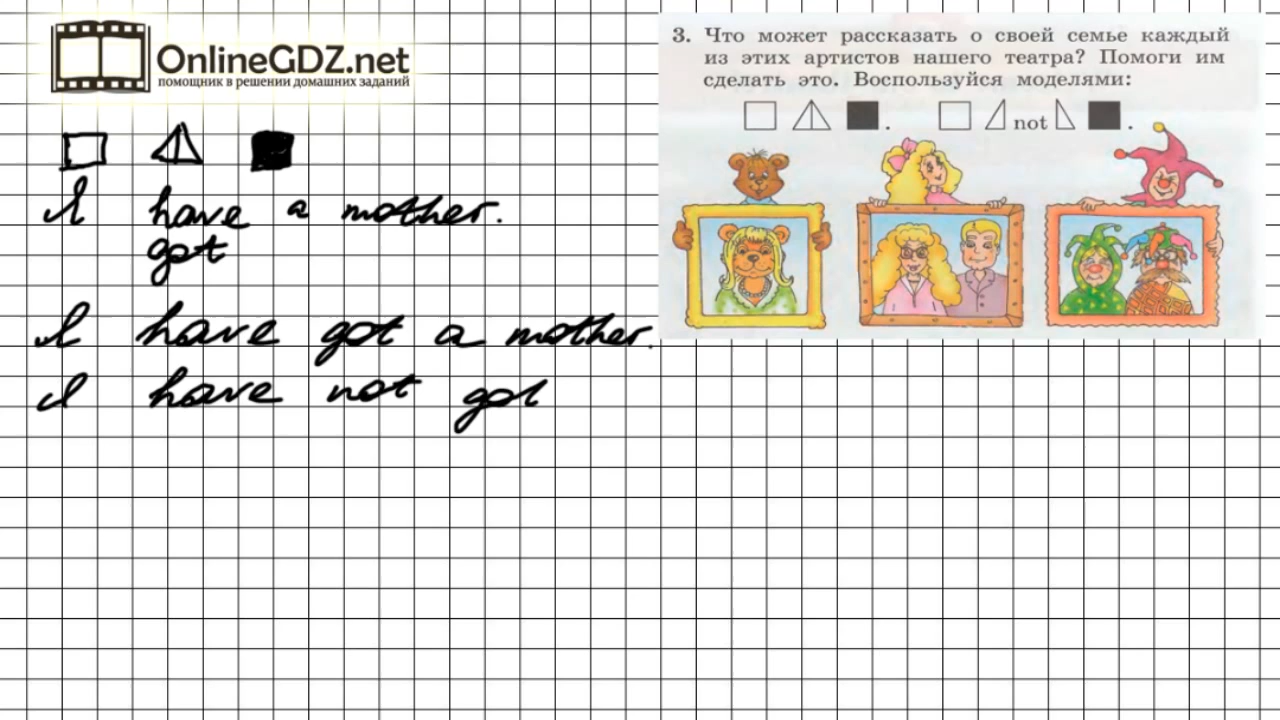 OnlineGDZ.net
помощник в решении домашних заданий
3. Что может рассказать о своей семье каждый
из этих артистов нашего театра? Помоги им
сделать это. Воспользуйся моделями:
. not .
I have a mother.
got
I have got a mother.
I have not got